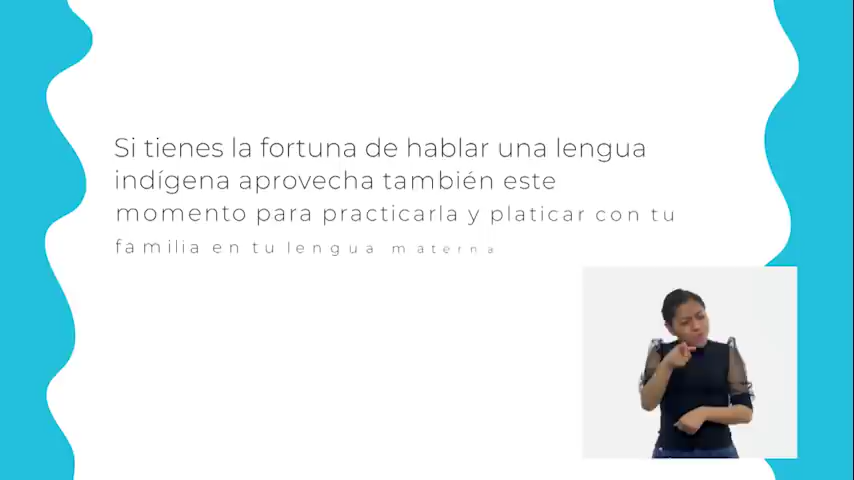 Si tienes la fortuna de hablar una lengua
indígena aprovecha también este
momento para practicarla y platicar con tu
familia en tu lengua materna